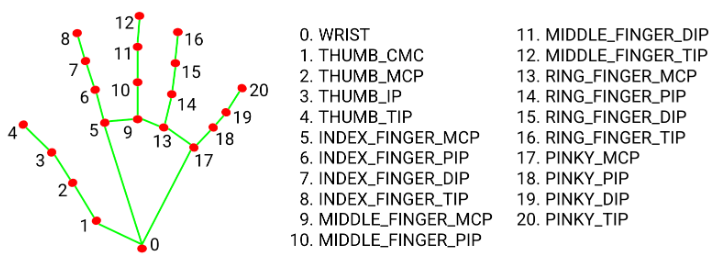 12
8
16
11
7
15
10
6
14
20
19
4
5
9
13
18
3
17
2
1
0
0. WRIST
1. THUMB_CMC
2. THUMB_MCP
3. THUMB_IP
4. THUMB_TIP
5. INDEX_FINGER_MCP
6. INDEX_FINGER_PIP
7. INDEX_FINGER_DIP
8. INDEX_FINGER_TIP
9. MIDDLE_FINGER_MCP
10. MIDDLE_FINGER_PIP
11. MIDDLE_FINGER_DIP
12. MIDDLE_FINGER_TIP
13. RING_FINGER_MCP
14. RING_FINGER_PIP
15. RING_FINGER_DIP
16. RING_FINGER_TIP
17. PINKY_MCP
18. PINKY_PIP
19. PINKY_DIP
20. PINKY_TIP